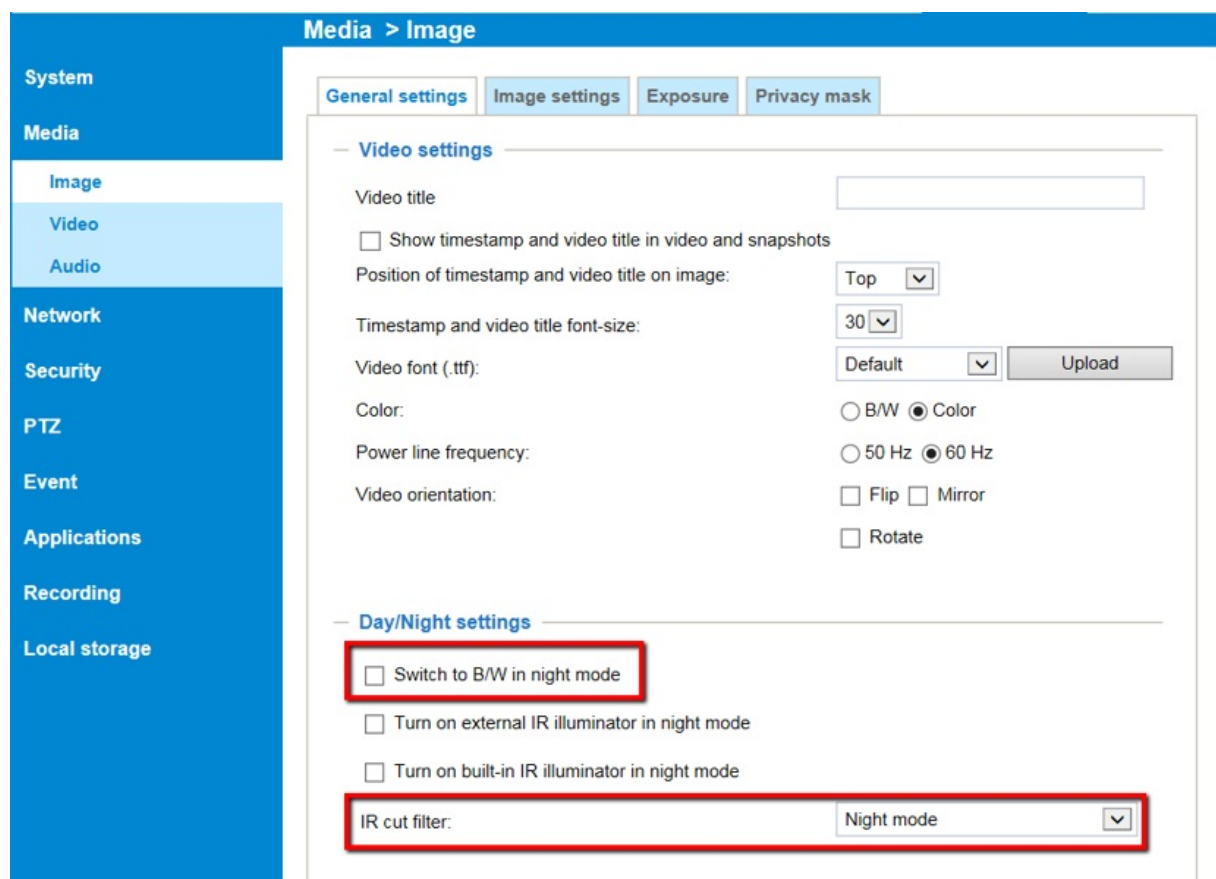 Media > Image
System
Media
Image
Video
Audio
Network
Security
PTZ
Event
Applications
Recording
Local storage
General settings Image settings Exposure Privacy mask
Video settings
Video title
Show timestamp and video title in video and snapshots
Position of timestamp and video title on image: Top
Timestamp and video title font-size: 30
Video font (.ttf): Default Upload
Color: B/W Color
Power line frequency: 50 Hz 60 Hz
Video orientation: Flip Mirror
Rotate
Day/Night settings
Switch to B/W in night mode
Turn on external IR illuminator in night mode
Turn on built-in IR illuminator in night mode
IR cut filter: Night mode